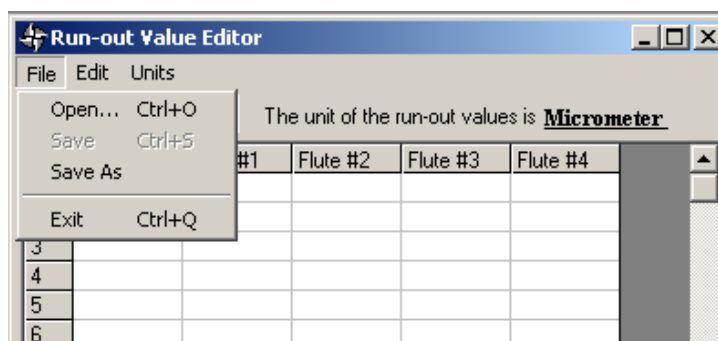 Run-out Value Editor
File Edit Units
Open... Ctrl+O
The unit of the run-out values is Micrometer
Save Ctrl+S
#1 Flute #2 Flute #3 Flute #4
Save As
Exit Ctrl+Q
3
4
5
6